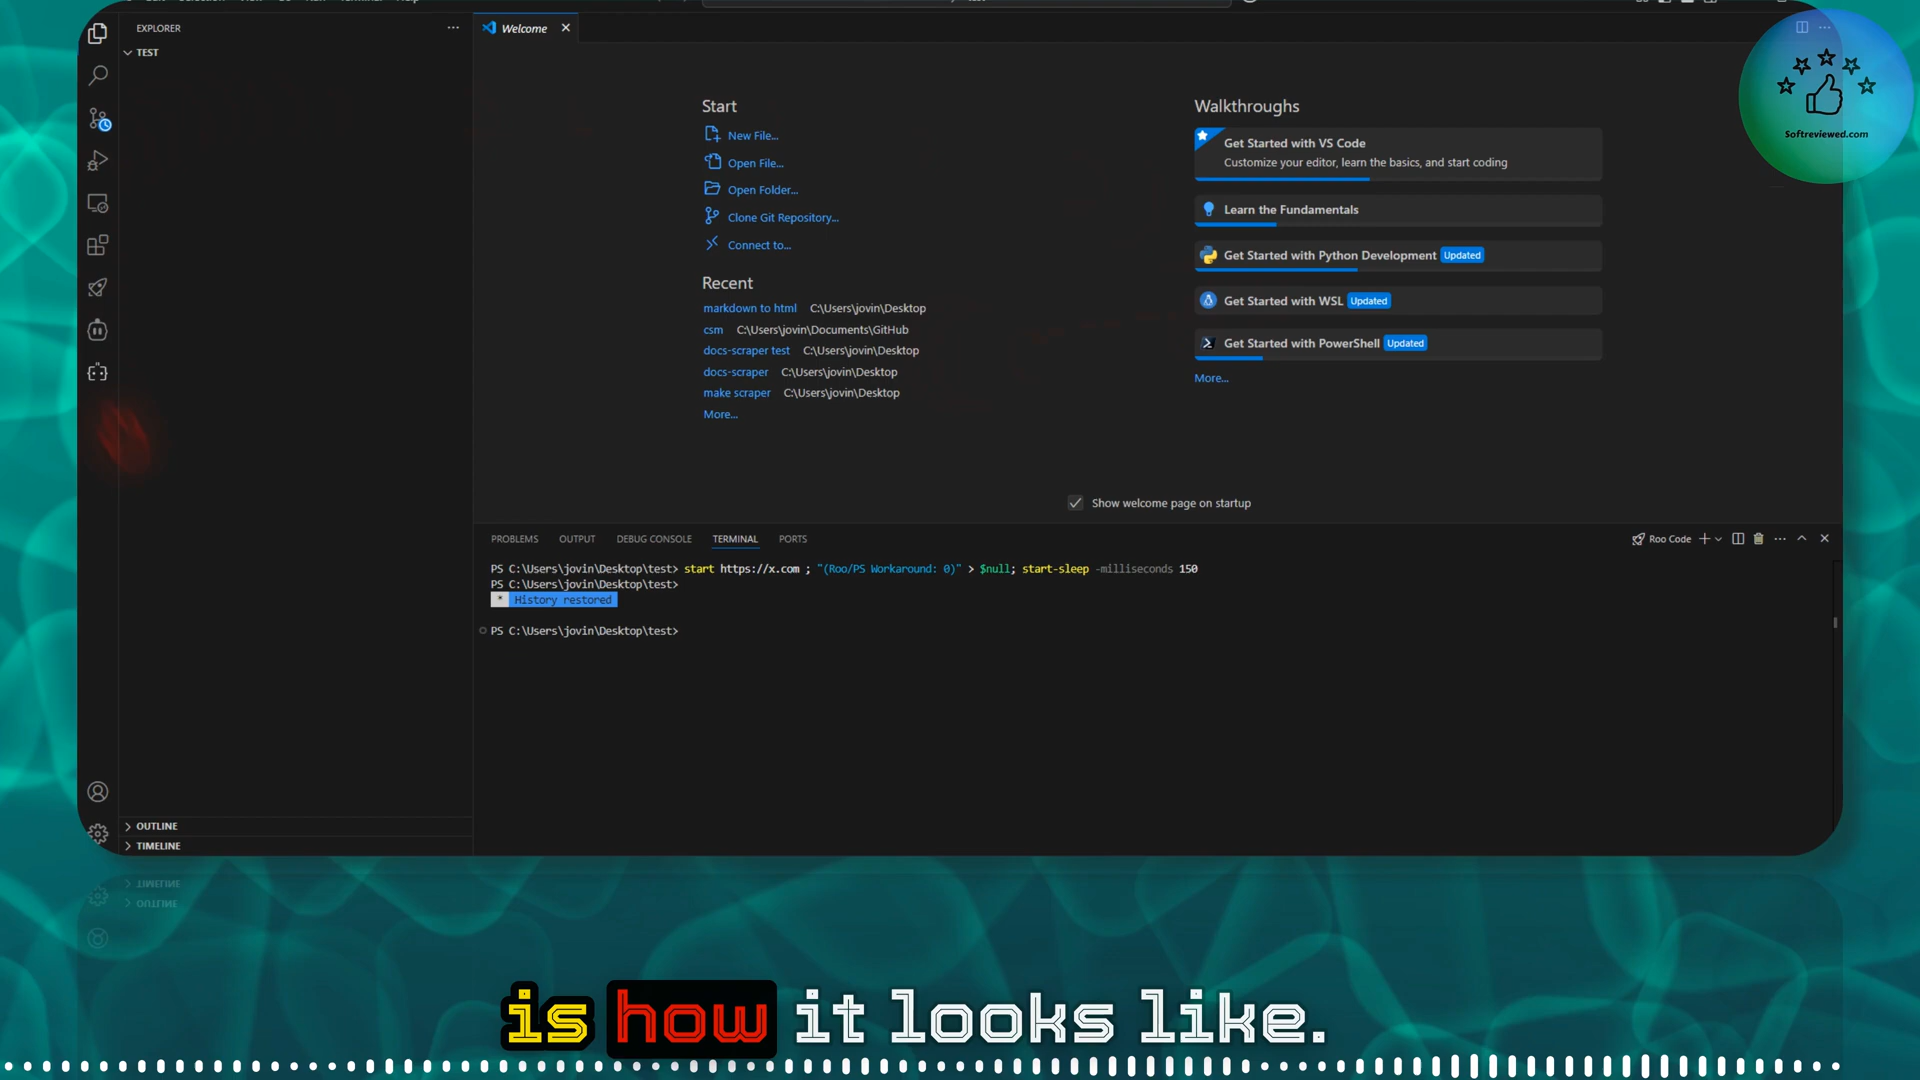 EXPLORER
TEST
Welcome
Start
New File...
Open File...
Open Folder...
Clone Git Repository...
Connect to...
Recent
markdown to html C:\Users\jovin\Desktop
csm C:\Users\jovin\Documents\GitHub
docs-scraper test C:\Users\jovin\Desktop
docs-scraper C:\Users\jovin\Desktop
make scraper C:\Users\jovin\Desktop
More...
Walkthroughs
Get Started with VS Code
Customize your editor, learn the basics, and start coding
Learn the Fundamentals
Get Started with Python Development Updated
Get Started with WSL Updated
Get Started with PowerShell Updated
More...
Softreviewed.com
Show welcome page on startup
PROBLEMS OUTPUT DEBUG CONSOLE TERMINAL PORTS
Roo Code
PS C:\Users\jovin\Desktop\test> start https://x.com ; "(Roo/PS Workaround: 0)" > $null; start-sleep -milliseconds 150
PS C:\Users\jovin\Desktop\test>
* History restored
PS C:\Users\jovin\Desktop\test>
OUTLINE
TIMELINE
is how it looks like.